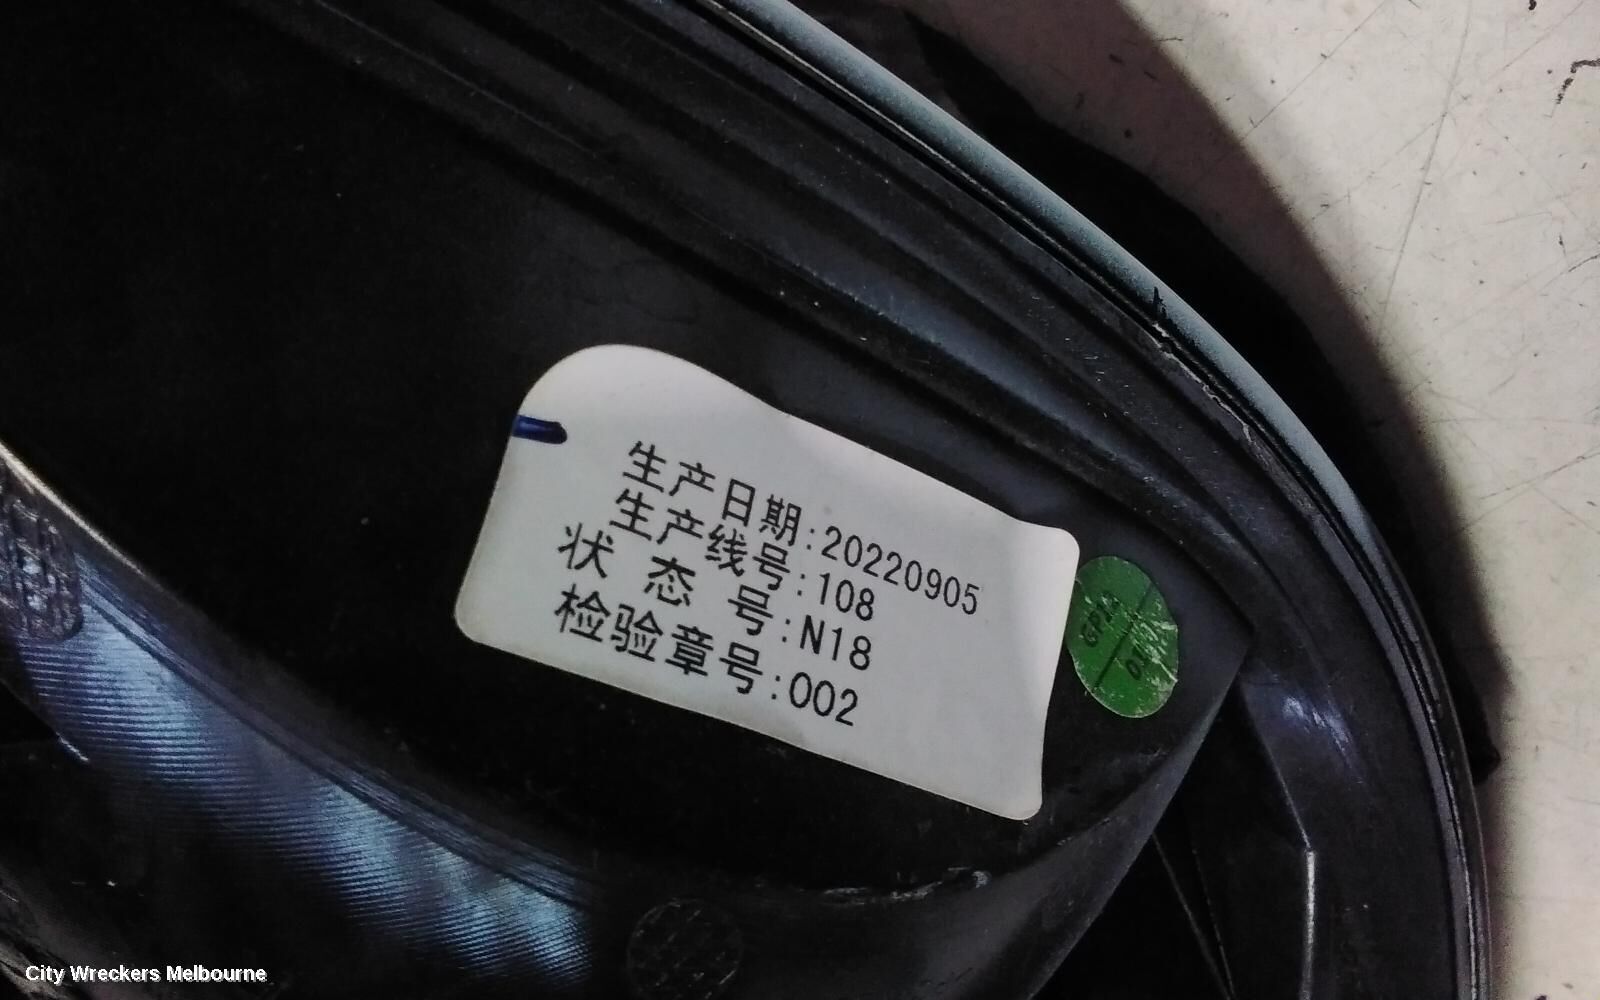 生产日期:20220905
生产线号:108
状态号:N18
检验章号:002
City Wreckers Melbourne